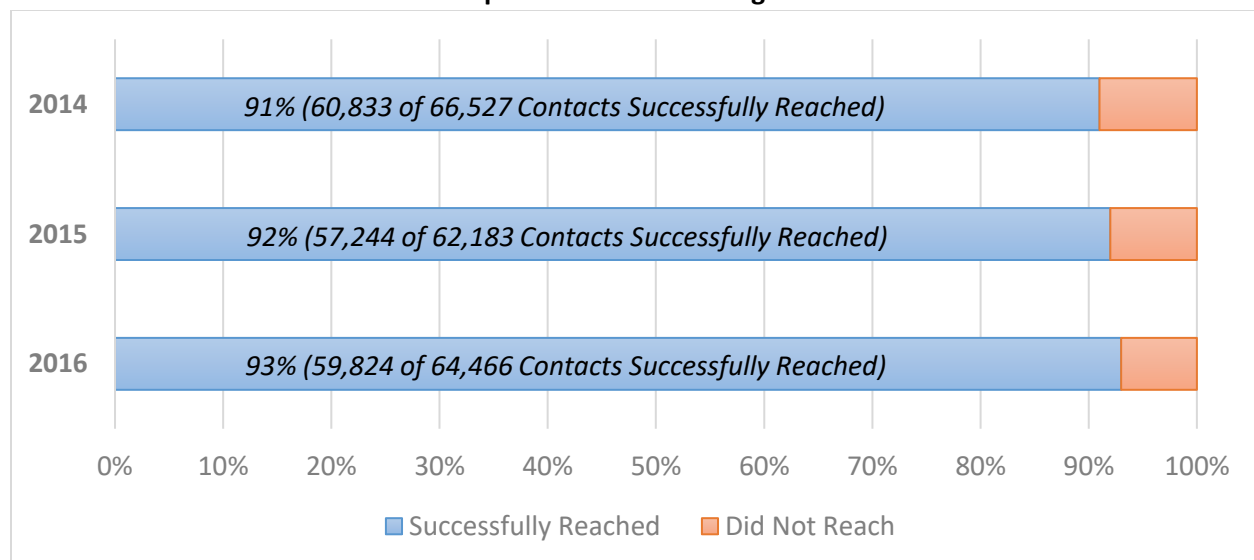 2014
91% (60,833 of 66,527 Contacts Successfully Reached)
2015
92% (57,244 of 62,183 Contacts Successfully Reached)
2016
93% (59,824 of 64,466 Contacts Successfully Reached)
0% 10% 20% 30% 40% 50% 60% 70% 80% 90% 100%
Successfully Reached Did Not Reach